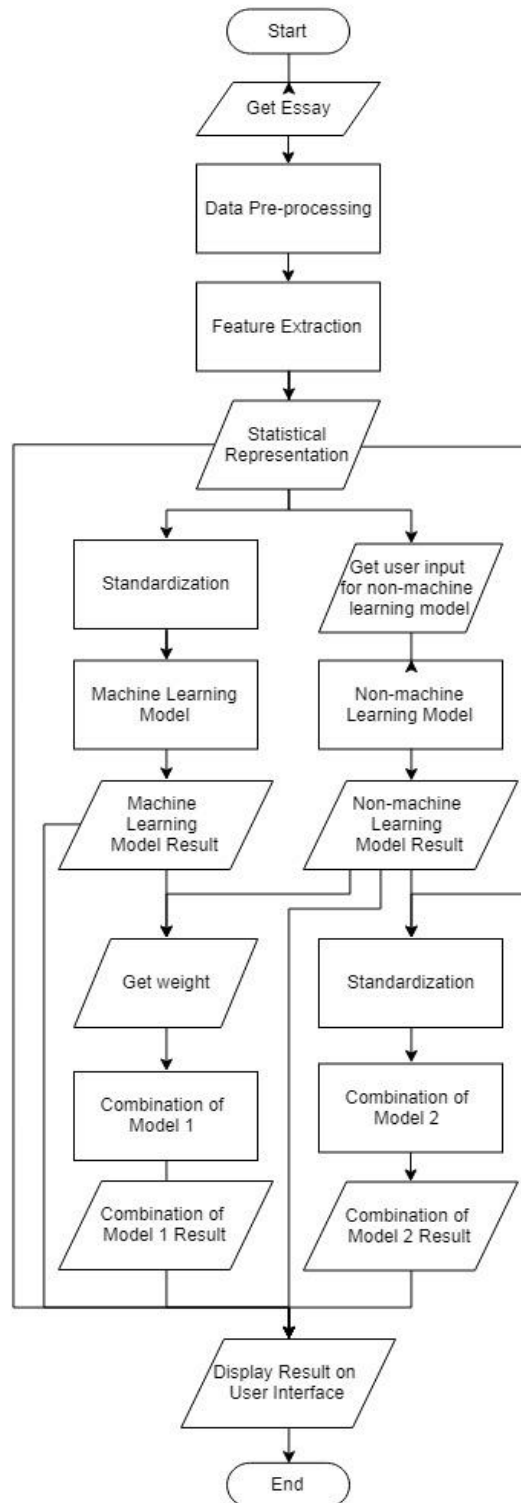 Start
Get Essay
Data Pre-processing
Feature Extraction
Statistical
Representation
Standardization
Get user input
for non-machine
learning model
Machine Learning
Model
Non-machine
Learning Model
Machine
Learning
Model Result
Non-machine
Learning
Model Result
Get weight
Standardization
Combination of
Model 1
Combination of
Model 2
Combination of
Model 1 Result
Combination of
Model 2 Result
Display Result on
User Interface
End